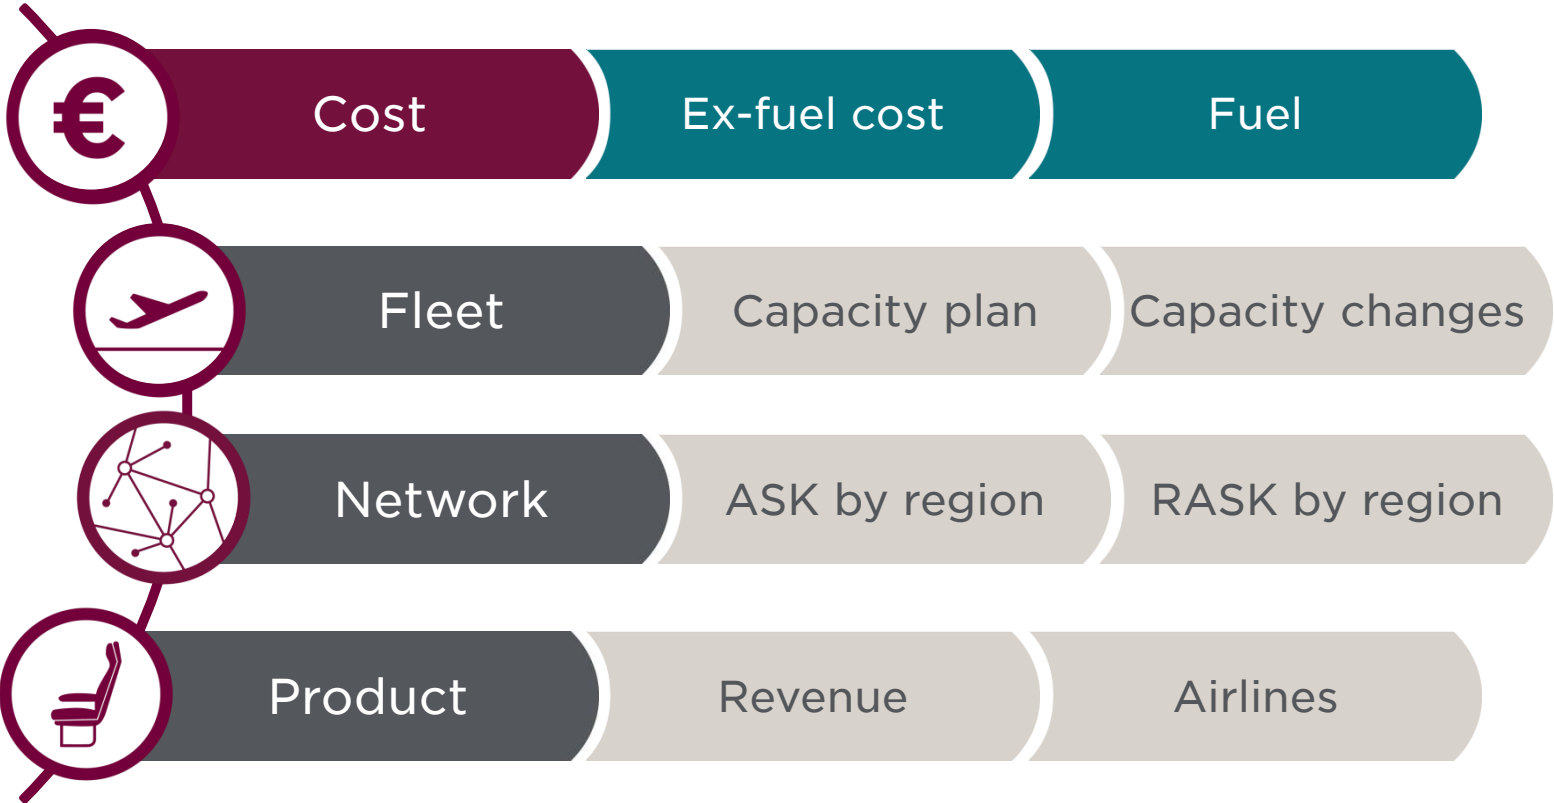 €
Cost
Ex-fuel cost
Fuel
Fleet
Capacity plan
Capacity changes
Network
ASK by region
RASK by region
Product
Revenue
Airlines